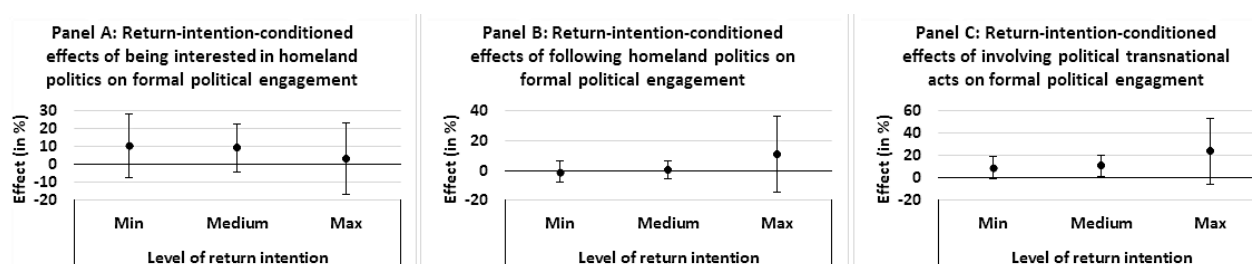 Panel A: Return-intention-conditioned
effects of being interested in homeland
politics on formal political engagement
30
20
10
0
-10
-20
Effect (in %)
Min Medium Max
Level of return intention
Panel B: Return-intention-conditioned
effects of following homeland politics on
formal political engagement
40
20
0
-20
Effect (in %)
Min Medium Max
Level of return intention
Panel C: Return-intention-conditioned
effects of involving political transnational
acts on formal political engagment
60
40
20
0
-20
Effect (in %)
Min Medium Max
Level of return intention